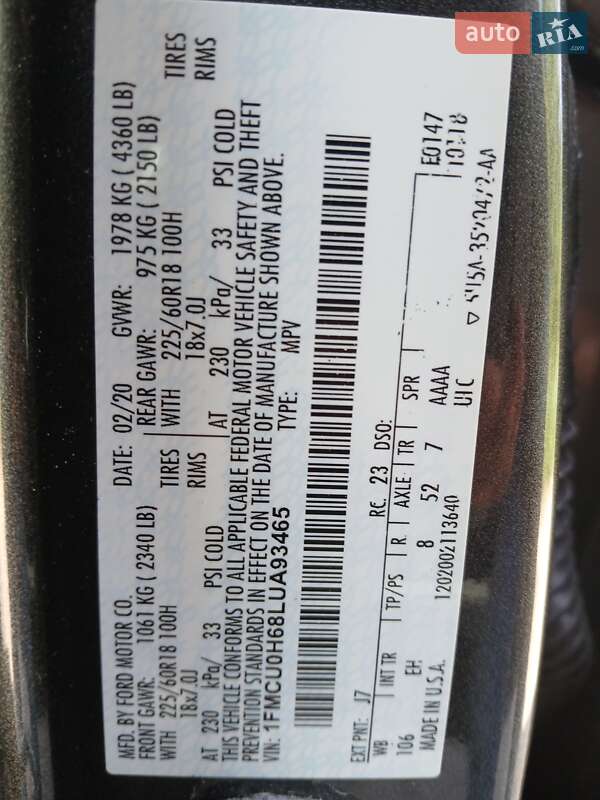 auto RIA.com
MFD. BY FORD MOTOR CO.
DATE: 02/20 GVWR: 1978 KG ( 4360 LB)
FRONT GAWR: 1061 KG ( 2340 LB) REAR GAWR: 975 KG ( 2150 LB)
WITH 225/60R18 100H TIRES WITH 225/60R18 100H TIRES
18x7.0J RIMS 18x7.0J RIMS
AT 230 kPa/ 33 PSI COLD AT 230 kPa/ 33 PSI COLD
THIS VEHICLE CONFORMS TO ALL APPLICABLE FEDERAL MOTOR VEHICLE SAFETY AND THEFT
PREVENTION STANDARDS IN EFFECT ON THE DATE OF MANUFACTURE SHOWN ABOVE.
VIN: 1FMCU0H68LUA93465 TYPE: MPV
EXT PNT: J7 RC: 23 DSO: E0147
WB INT TR TP/PS R AXLE TR SPR
106 EH 8 52 7 AAAA
MADE IN U.S.A. 1202002113640 UIC